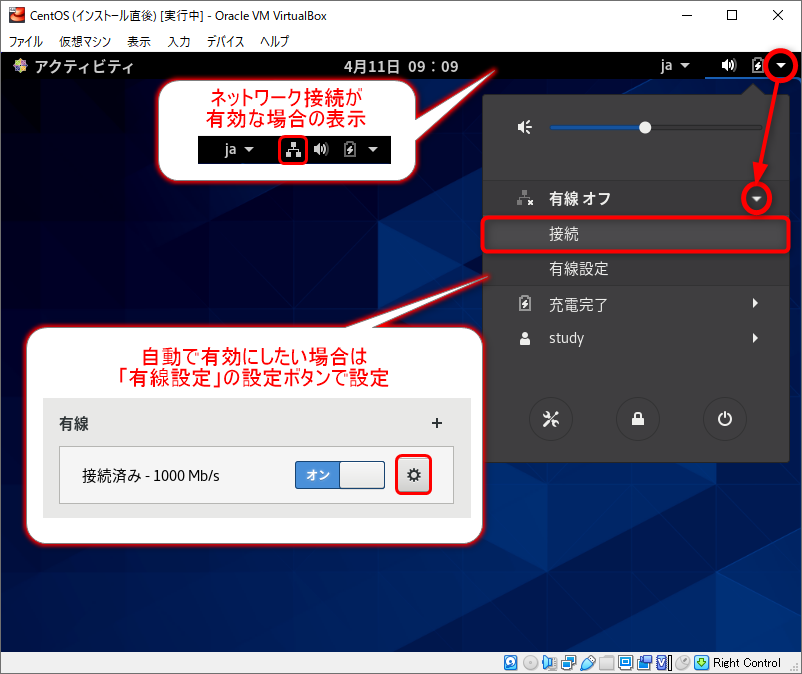 CentOS (インストール直後) [実行中] - Oracle VM VirtualBox
ファイル 仮想マシン 表示 入力 デバイス ヘルプ
アクティビティ 4月11日 09：09 ja
ネットワーク接続が
有効な場合の表示
ja
有線 オフ
接続
有線設定
充電完了
study
自動で有効にしたい場合は
「有線設定」の設定ボタンで設定
有線 +
接続済み - 1000 Mb/s オン
Right Control